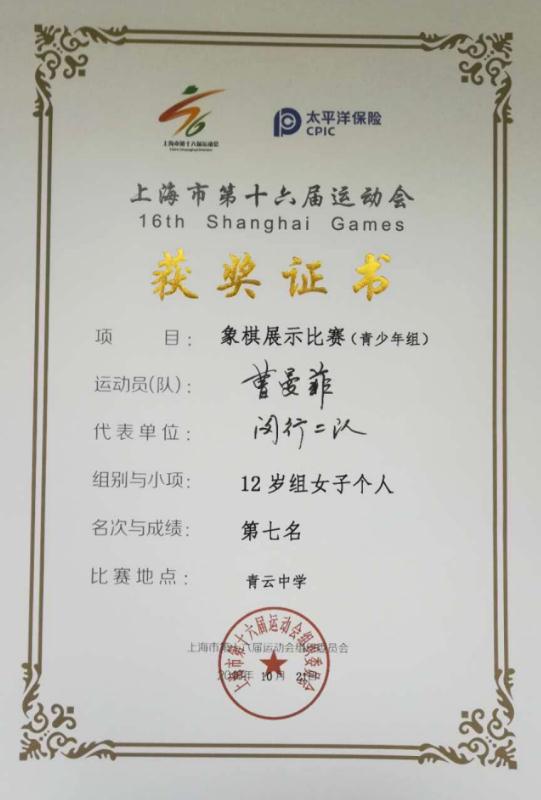 上海市第十六届运动会
太平洋保险
CPIC
上海市第十六届运动会
16th Shanghai Games
获奖证书
项 目: 象棋展示比赛(青少年组)
运动员(队): 曹曼菲
代表单位: 闵行二队
组别与小项: 12岁组女子个人
名次与成绩: 第七名
比赛地点: 青云中学
上海市第十六届运动会组织委员会
年 10 月 21 日
上海市第十六届运动会组织委员会